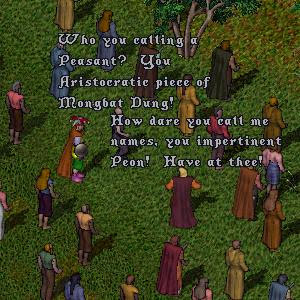 Who you calling a
Peasant? You
Aristocratic piece of
Mongbat Dung!
How dare you call me
names, you impertinent
Peon! Have at thee!